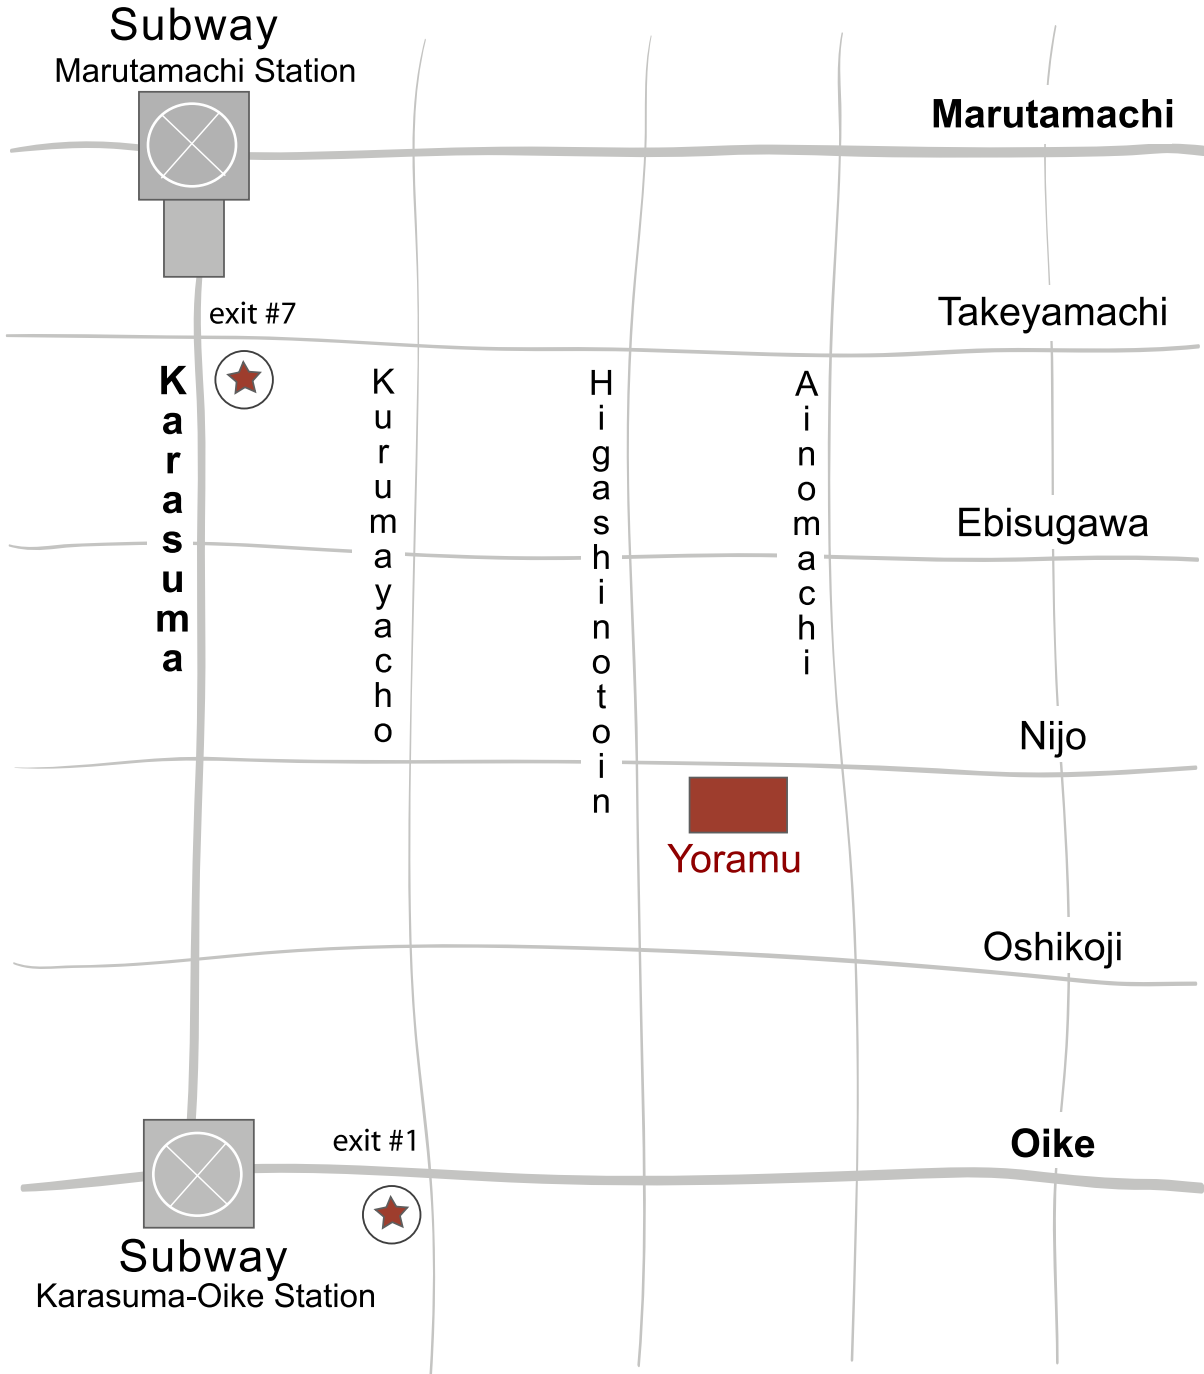 Subway
Marutamachi Station
Marutamachi
Takeyamachi
exit #7
Karasuma
Kurumayacho
Higashinotoin
Ainomachi
Ebisugawa
Nijo
Yoramu
Oshikoji
exit #1
Oike
Subway
Karasuma-Oike Station